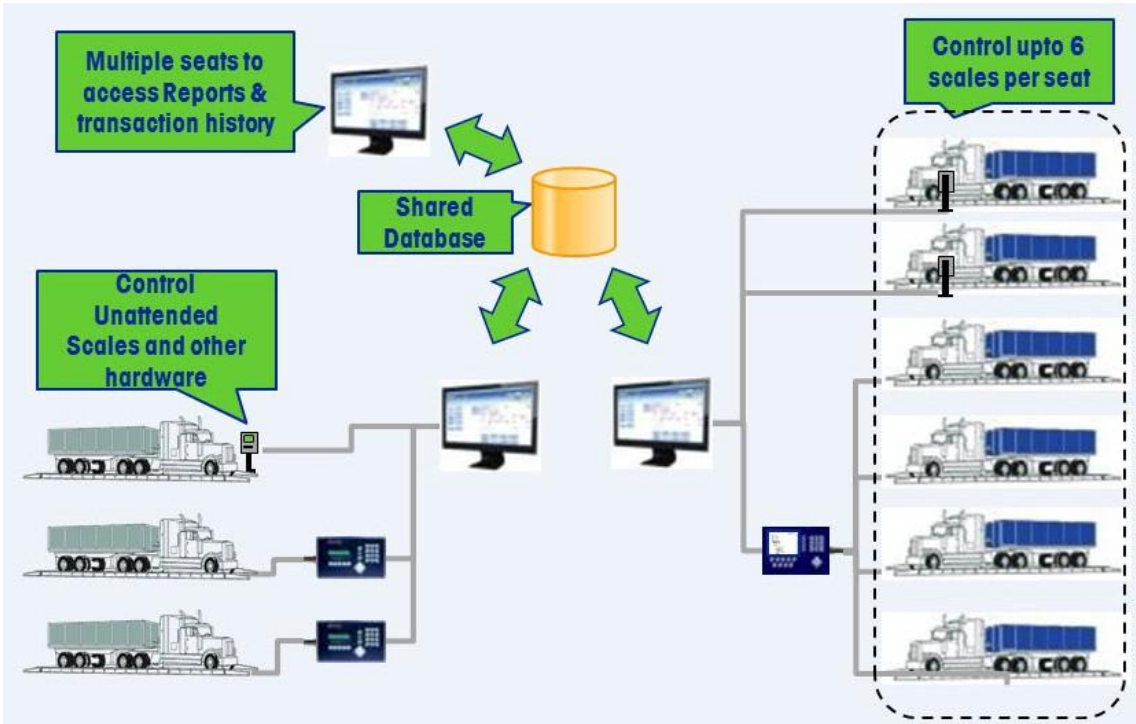 Multiple seats to
access Reports &
transaction history
Control upto 6
scales per seat
Shared
Database
Control
Unattended
Scales and other
hardware